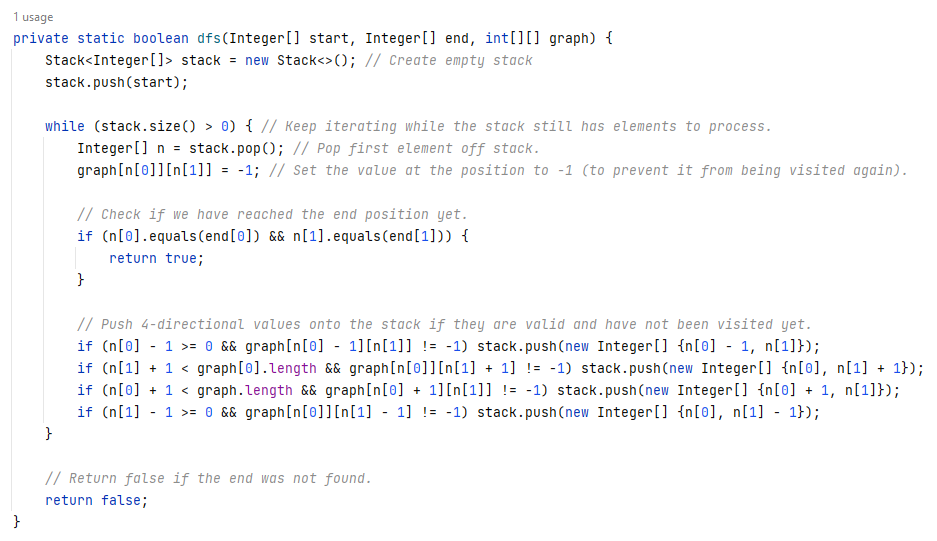 1 usage
private static boolean dfs(Integer[] start, Integer[] end, int[][] graph) {
    Stack<Integer[]> stack = new Stack<>(); // Create empty stack
    stack.push(start);

    while (stack.size() > 0) { // Keep iterating while the stack still has elements to process.
        Integer[] n = stack.pop(); // Pop first element off stack.
        graph[n[0]][n[1]] = -1; // Set the value at the position to -1 (to prevent it from being visited again).

        // Check if we have reached the end position yet.
        if (n[0].equals(end[0]) && n[1].equals(end[1])) {
            return true;
        }

        // Push 4-directional values onto the stack if they are valid and have not been visited yet.
        if (n[0] - 1 >= 0 && graph[n[0] - 1][n[1]] != -1) stack.push(new Integer[] {n[0] - 1, n[1]});
        if (n[1] + 1 < graph[0].length && graph[n[0]][n[1] + 1] != -1) stack.push(new Integer[] {n[0], n[1] + 1});
        if (n[0] + 1 < graph.length && graph[n[0] + 1][n[1]] != -1) stack.push(new Integer[] {n[0] + 1, n[1]});
        if (n[1] - 1 >= 0 && graph[n[0]][n[1] - 1] != -1) stack.push(new Integer[] {n[0], n[1] - 1});
    }

    // Return false if the end was not found.
    return false;
}